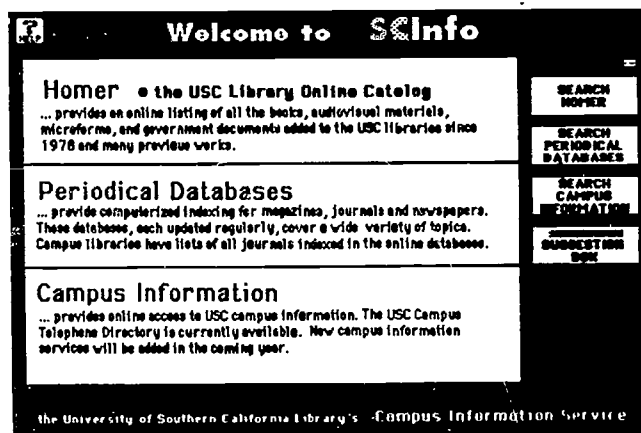 HELP
Welcome to SCinfo
Homer • the USC Library Online Catalog
... provides an online listing of all the books, audiovisual materials,
microforms, and government documents added to the USC libraries since
1978 and many previous works.
Periodical Databases
... provide computerized indexing for magazines, journals and newspapers.
These databases, each updated regularly, cover a wide variety of topics.
Campus libraries have lists of all journals indexed in the online databases.
Campus Information
... provides online access to USC campus information. The USC Campus
Telephone Directory is currently available. New campus information
services will be added in the coming year.
SEARCH
HOMER
SEARCH
PERIODICAL
DATABASES
SEARCH
CAMPUS
INFORMATION
SUGGESTION
BOX
the University of Southern California Library's Campus Information Service